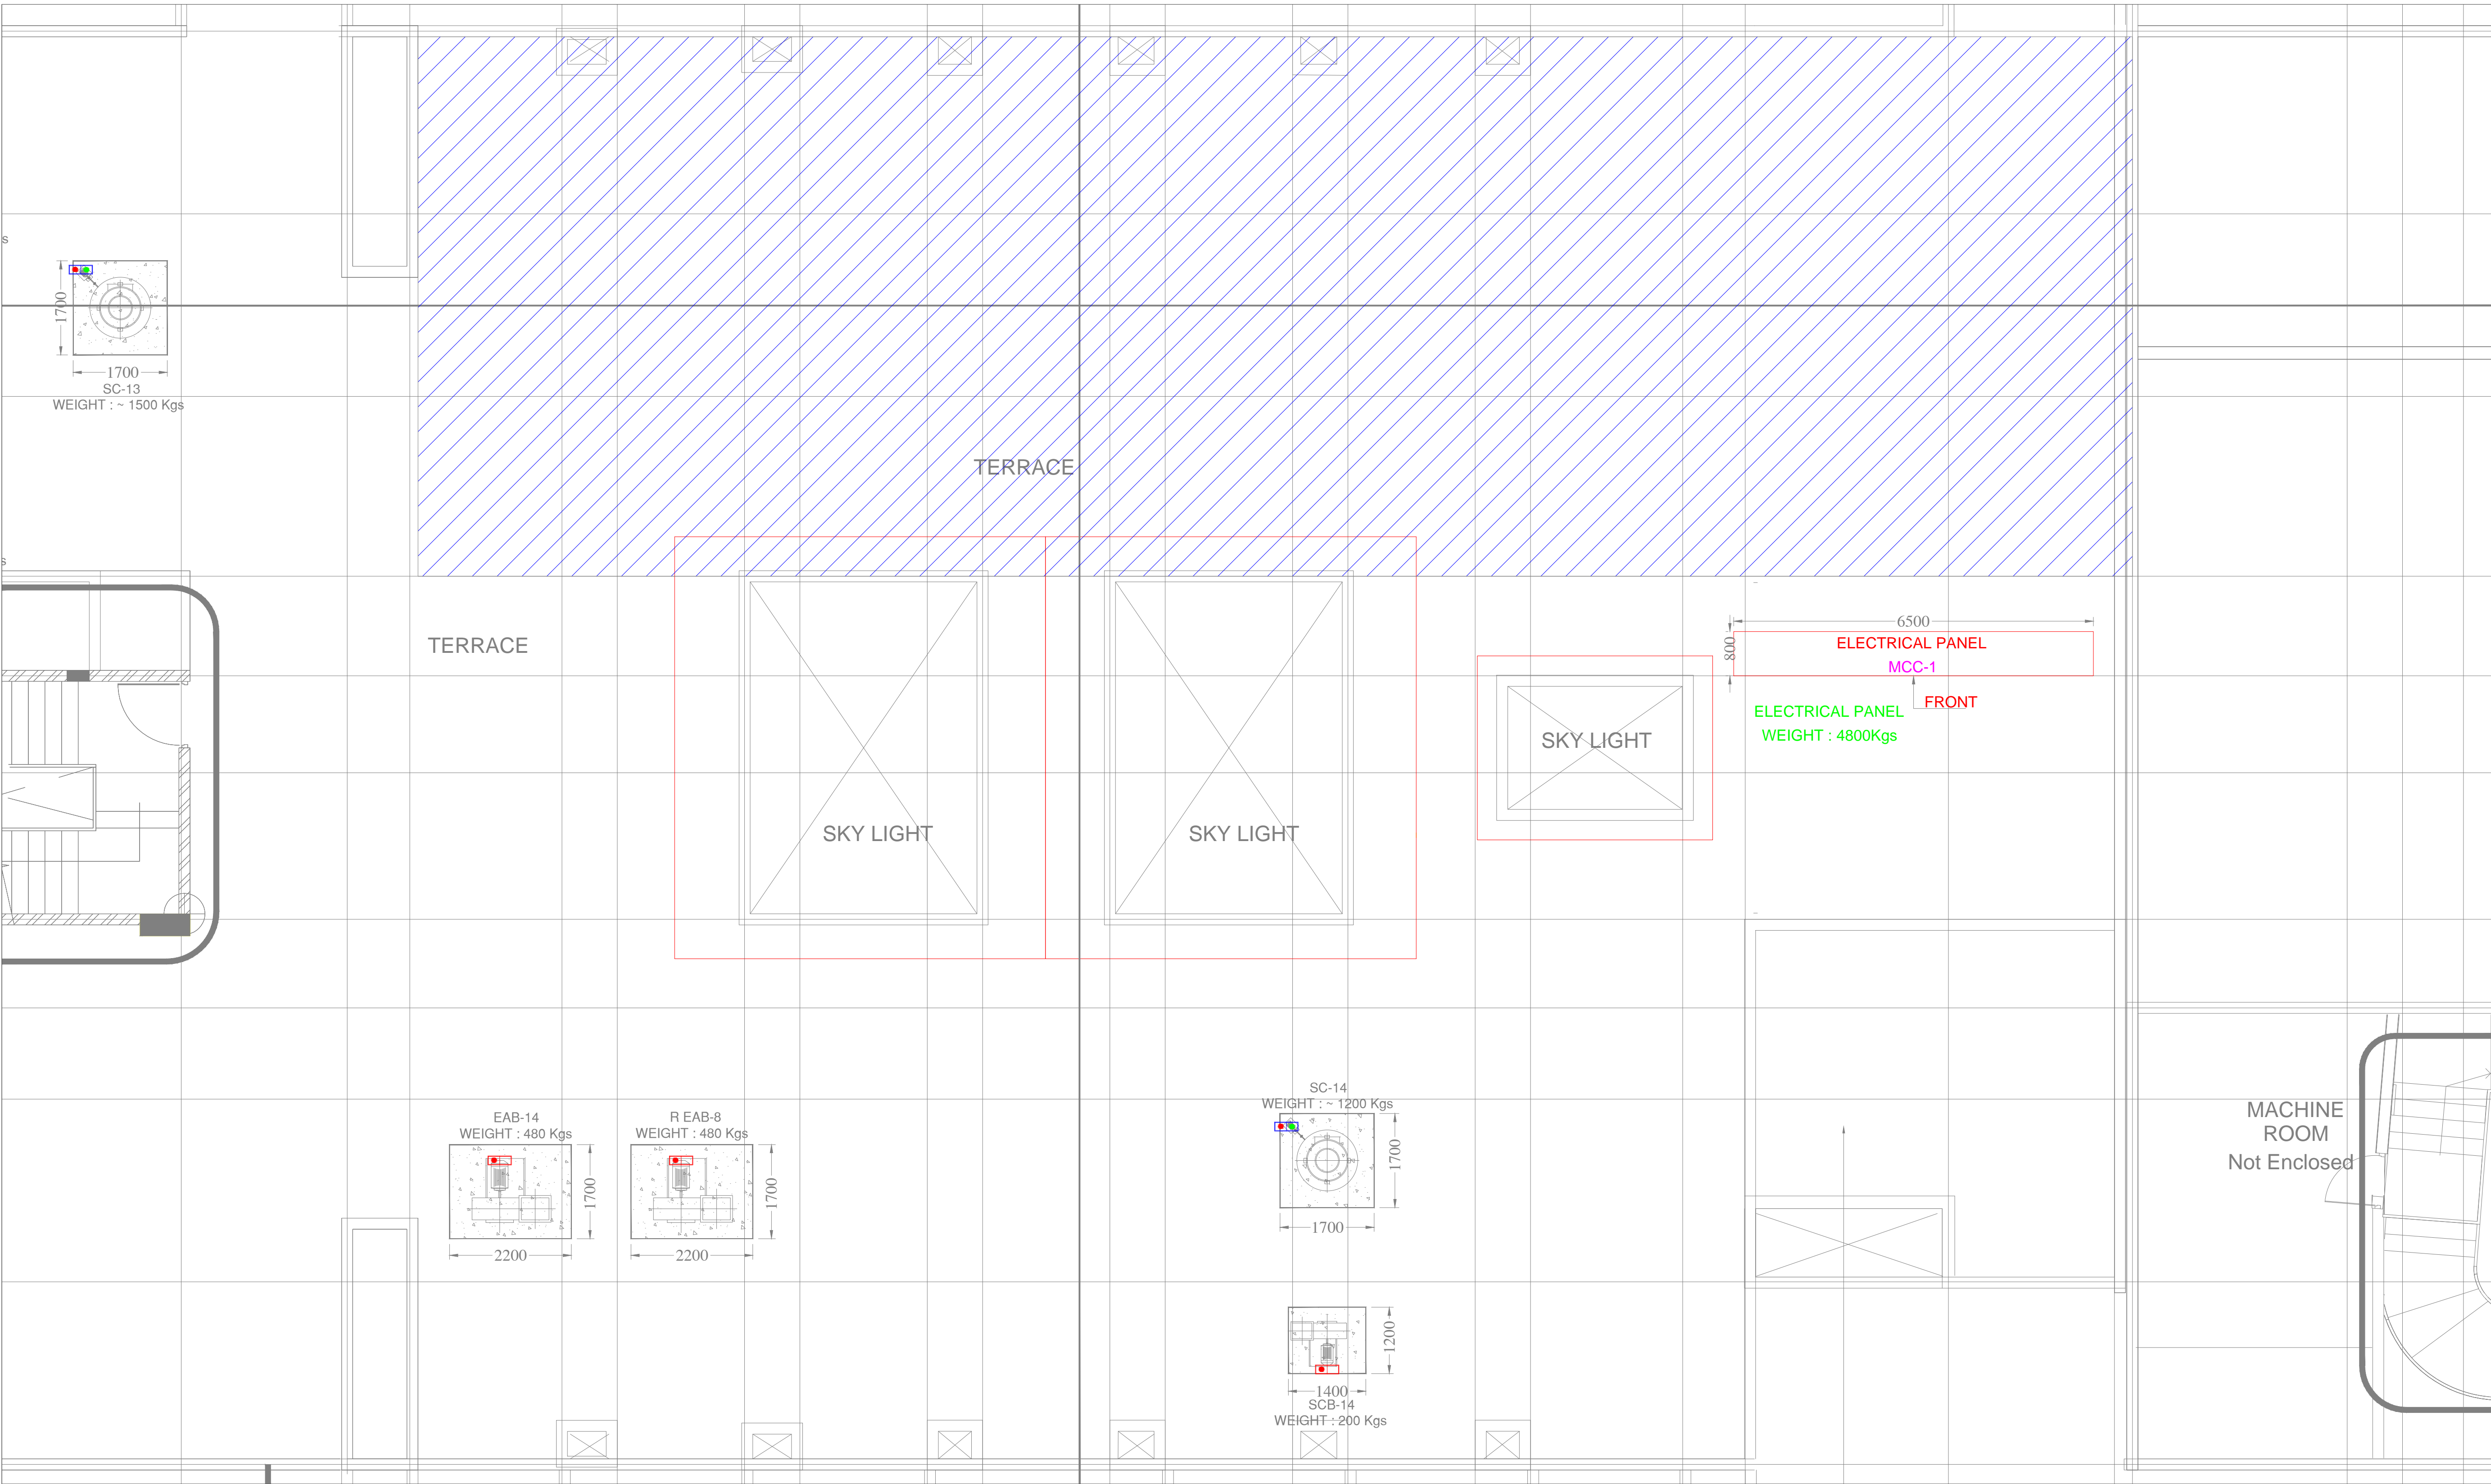 s
1700
1700
SC-13
WEIGHT : ~ 1500 Kgs
TERRACE
s
TERRACE
SKY LIGHT
SKY LIGHT
SKY LIGHT
6500
800
ELECTRICAL PANEL
MCC-1
FRONT
ELECTRICAL PANEL
WEIGHT : 4800Kgs
EAB-14
WEIGHT : 480 Kgs
1700
2200
R EAB-8
WEIGHT : 480 Kgs
1700
2200
SC-14
WEIGHT : ~ 1200 Kgs
1700
1700
1200
1400
SCB-14
WEIGHT : 200 Kgs
MACHINE
ROOM
Not Enclosed